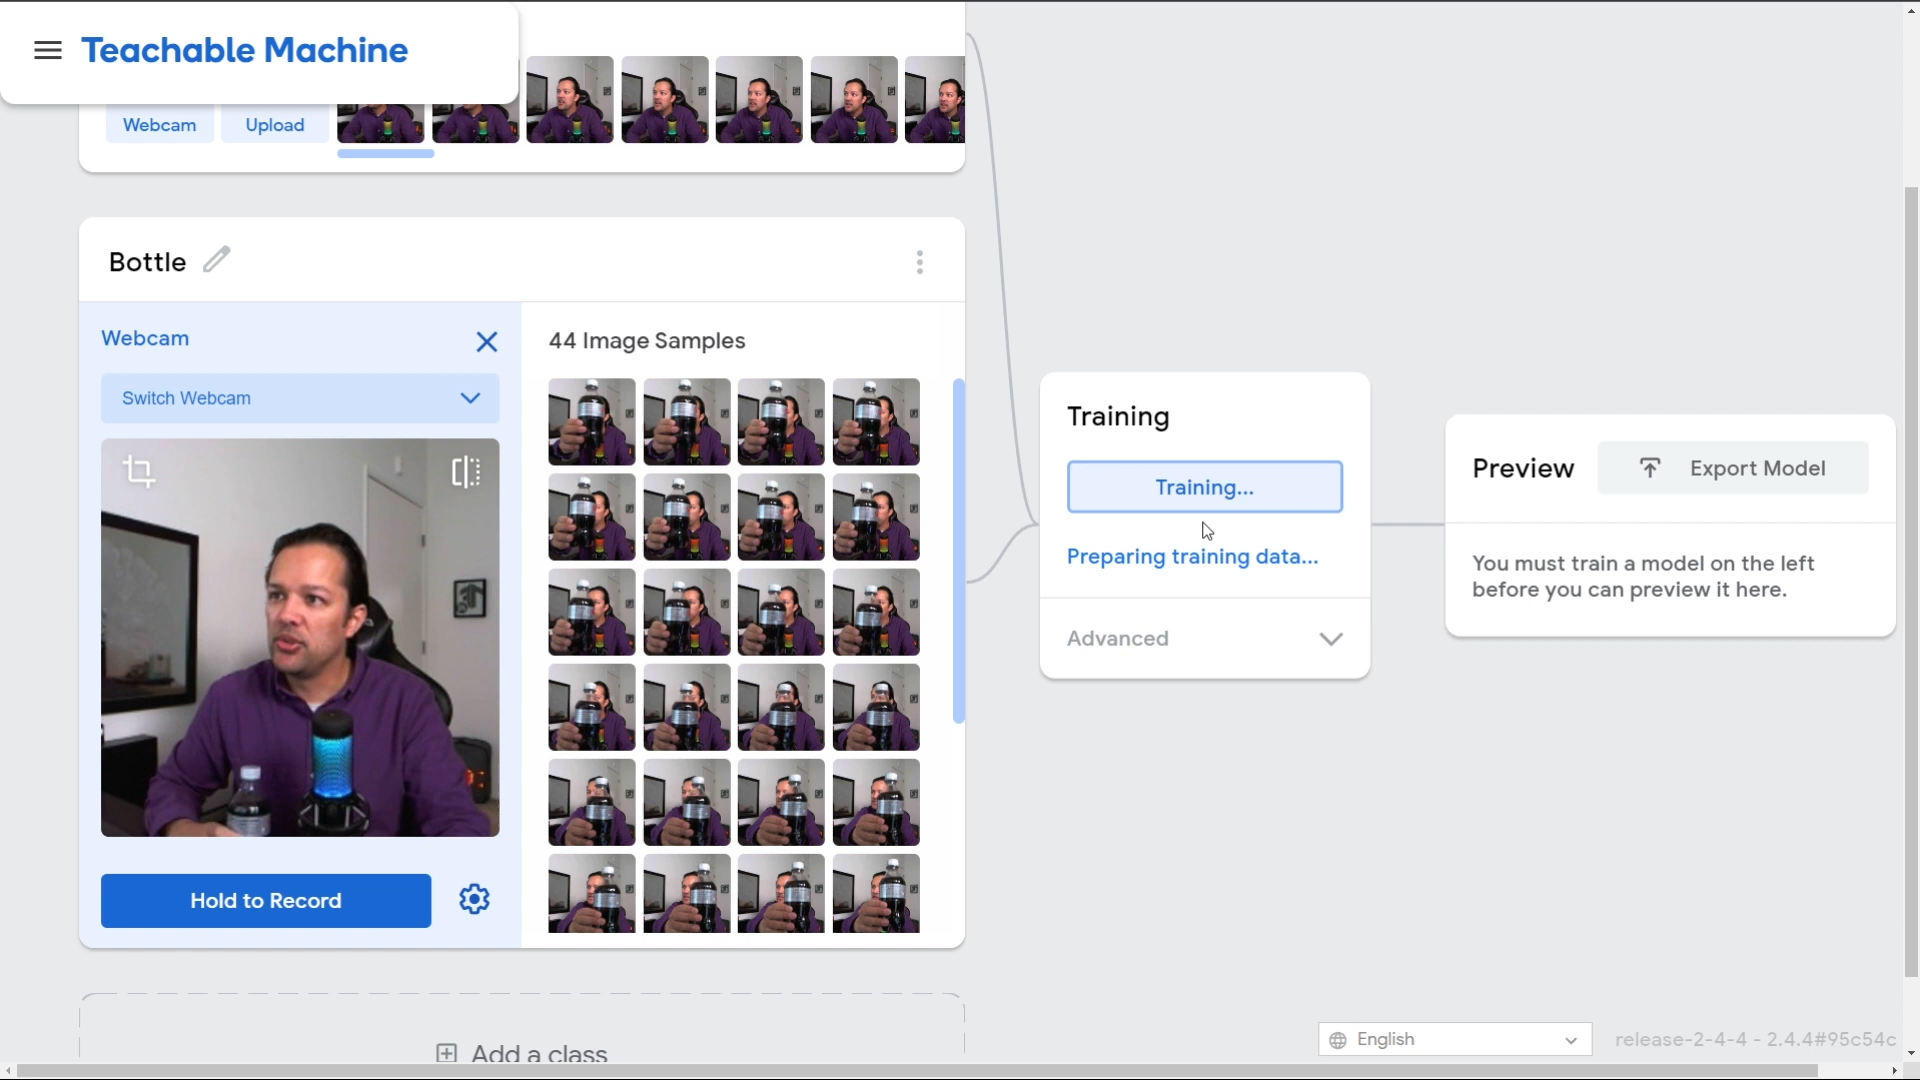 Teachable Machine
Webcam
Upload
Bottle
Webcam
Switch Webcam
44 Image Samples
Hold to Record
Training
Training...
Preparing training data...
Advanced
Preview
Export Model
You must train a model on the left
before you can preview it here.
Add a class
English
release-2-4-4 - 2.4.4#95c54c